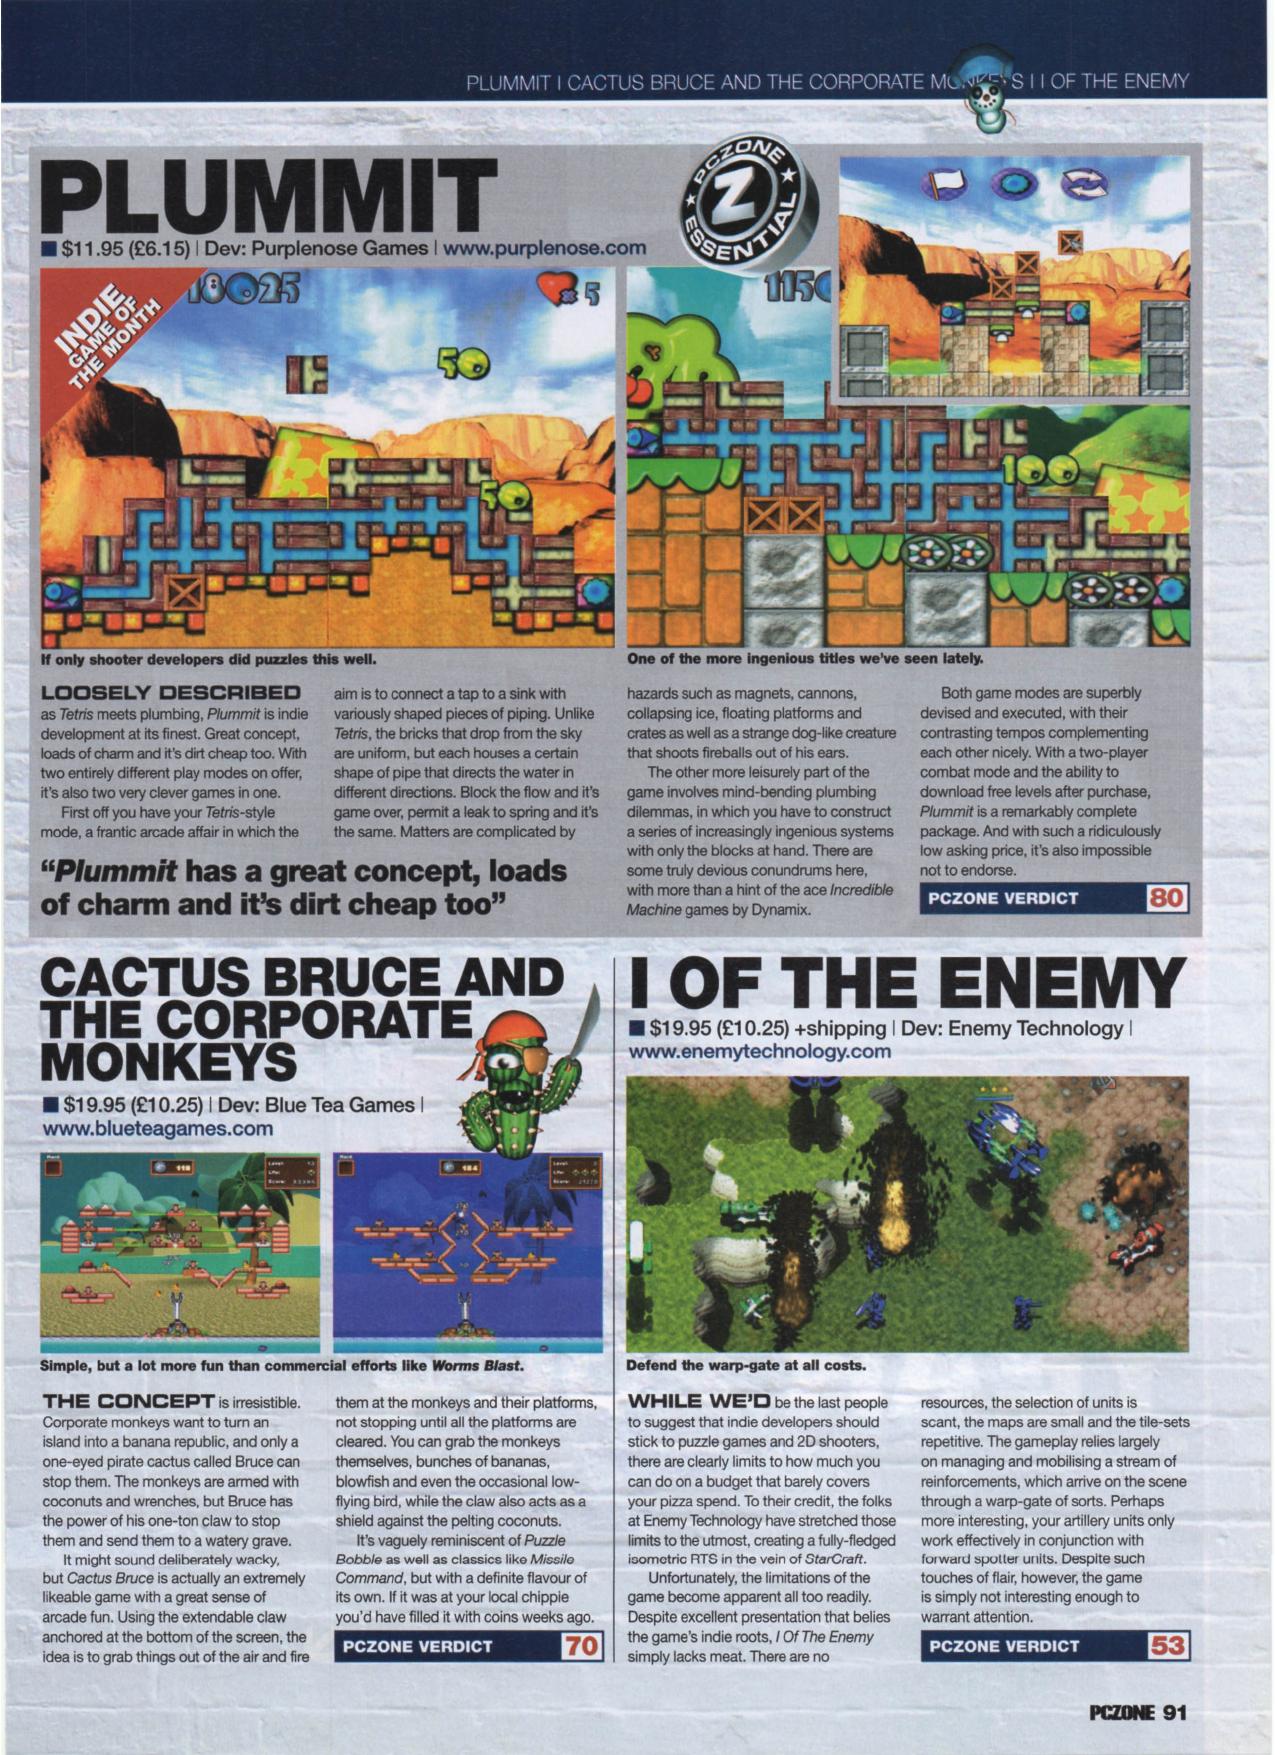 PLUMMIT I CACTUS BRUCE AND THE CORPORATE MONKEYS I I OF THE ENEMY
PLUMMIT
PCZONE
Z
ESSENTIAL
■ $11.95 (£6.15) | Dev: Purplenose Games | www.purplenose.com
INDIE
GAME OF
THE MONTH
18025
x 5
50
50
1150
100
If only shooter developers did puzzles this well.
One of the more ingenious titles we've seen lately.
LOOSELY DESCRIBED
as Tetris meets plumbing, Plummit is indie
development at its finest. Great concept,
loads of charm and it's dirt cheap too. With
two entirely different play modes on offer,
it's also two very clever games in one.
First off you have your Tetris-style
mode, a frantic arcade affair in which the
aim is to connect a tap to a sink with
variously shaped pieces of piping. Unlike
Tetris, the bricks that drop from the sky
are uniform, but each houses a certain
shape of pipe that directs the water in
different directions. Block the flow and it's
game over, permit a leak to spring and it's
the same. Matters are complicated by
"Plummit has a great concept, loads
of charm and it's dirt cheap too"
hazards such as magnets, cannons,
collapsing ice, floating platforms and
crates as well as a strange dog-like creature
that shoots fireballs out of his ears.
The other more leisurely part of the
game involves mind-bending plumbing
dilemmas, in which you have to construct
a series of increasingly ingenious systems
with only the blocks at hand. There are
some truly devious conundrums here,
with more than a hint of the ace Incredible
Machine games by Dynamix.
Both game modes are superbly
devised and executed, with their
contrasting tempos complementing
each other nicely. With a two-player
combat mode and the ability to
download free levels after purchase,
Plummit is a remarkably complete
package. And with such a ridiculously
low asking price, it's also impossible
not to endorse.
PCZONE VERDICT 80
CACTUS BRUCE AND
THE CORPORATE
MONKEYS
■ $19.95 (£10.25) | Dev: Blue Tea Games |
www.blueteagames.com
118
Level:
Life:
Score:
184
Level:
Life:
Score:
Simple, but a lot more fun than commercial efforts like Worms Blast.
THE CONCEPT is irresistible.
Corporate monkeys want to turn an
island into a banana republic, and only a
one-eyed pirate cactus called Bruce can
stop them. The monkeys are armed with
coconuts and wrenches, but Bruce has
the power of his one-ton claw to stop
them and send them to a watery grave.
It might sound deliberately wacky,
but Cactus Bruce is actually an extremely
likeable game with a great sense of
arcade fun. Using the extendable claw
anchored at the bottom of the screen, the
idea is to grab things out of the air and fire
them at the monkeys and their platforms,
not stopping until all the platforms are
cleared. You can grab the monkeys
themselves, bunches of bananas,
blowfish and even the occasional low-
flying bird, while the claw also acts as a
shield against the pelting coconuts.
It's vaguely reminiscent of Puzzle
Bobble as well as classics like Missile
Command, but with a definite flavour of
its own. If it was at your local chippie
you'd have filled it with coins weeks ago.
PCZONE VERDICT 70
I OF THE ENEMY
■ $19.95 (£10.25) +shipping | Dev: Enemy Technology |
www.enemytechnology.com
Defend the warp-gate at all costs.
WHILE WE'D be the last people
to suggest that indie developers should
stick to puzzle games and 2D shooters,
there are clearly limits to how much you
can do on a budget that barely covers
your pizza spend. To their credit, the folks
at Enemy Technology have stretched those
limits to the utmost, creating a fully-fledged
isometric RTS in the vein of StarCraft.
Unfortunately, the limitations of the
game become apparent all too readily.
Despite excellent presentation that belies
the game's indie roots, I Of The Enemy
simply lacks meat. There are no
resources, the selection of units is
scant, the maps are small and the tile-sets
repetitive. The gameplay relies largely
on managing and mobilising a stream of
reinforcements, which arrive on the scene
through a warp-gate of sorts. Perhaps
more interesting, your artillery units only
work effectively in conjunction with
forward spotter units. Despite such
touches of flair, however, the game
is simply not interesting enough to
warrant attention.
PCZONE VERDICT 53
PCZONE 91